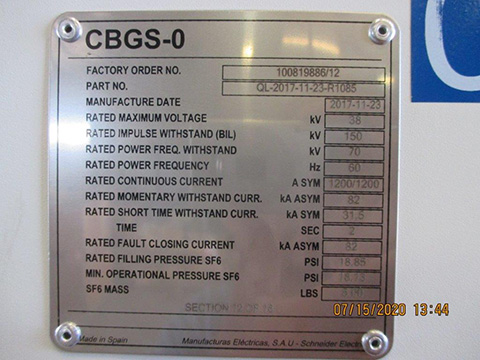 CBGS-0
FACTORY ORDER NO. 100819886/12
PART NO. QL-2017-11-23-R1085
MANUFACTURE DATE 2017-11-23
RATED MAXIMUM VOLTAGE kV 38
RATED IMPULSE WITHSTAND (BIL) kV 150
RATED POWER FREQ. WITHSTAND kV 70
RATED POWER FREQUENCY Hz 60
RATED CONTINUOUS CURRENT A SYM 1200/1200
RATED MOMENTARY WITHSTAND CURR. kA ASYM 82
RATED SHORT TIME WITHSTAND CURR. kA SYM 31.5
TIME SEC 2
RATED FAULT CLOSING CURRENT kA ASYM 82
RATED FILLING PRESSURE SF6 PSI 18.85
MIN. OPERATIONAL PRESSURE SF6 PSI
SF6 MASS LBS
SECTION 12 OF
07/15/2020 13:44
Made in Spain Manufacturas Eléctricas, S.A.U - Schneider Electric